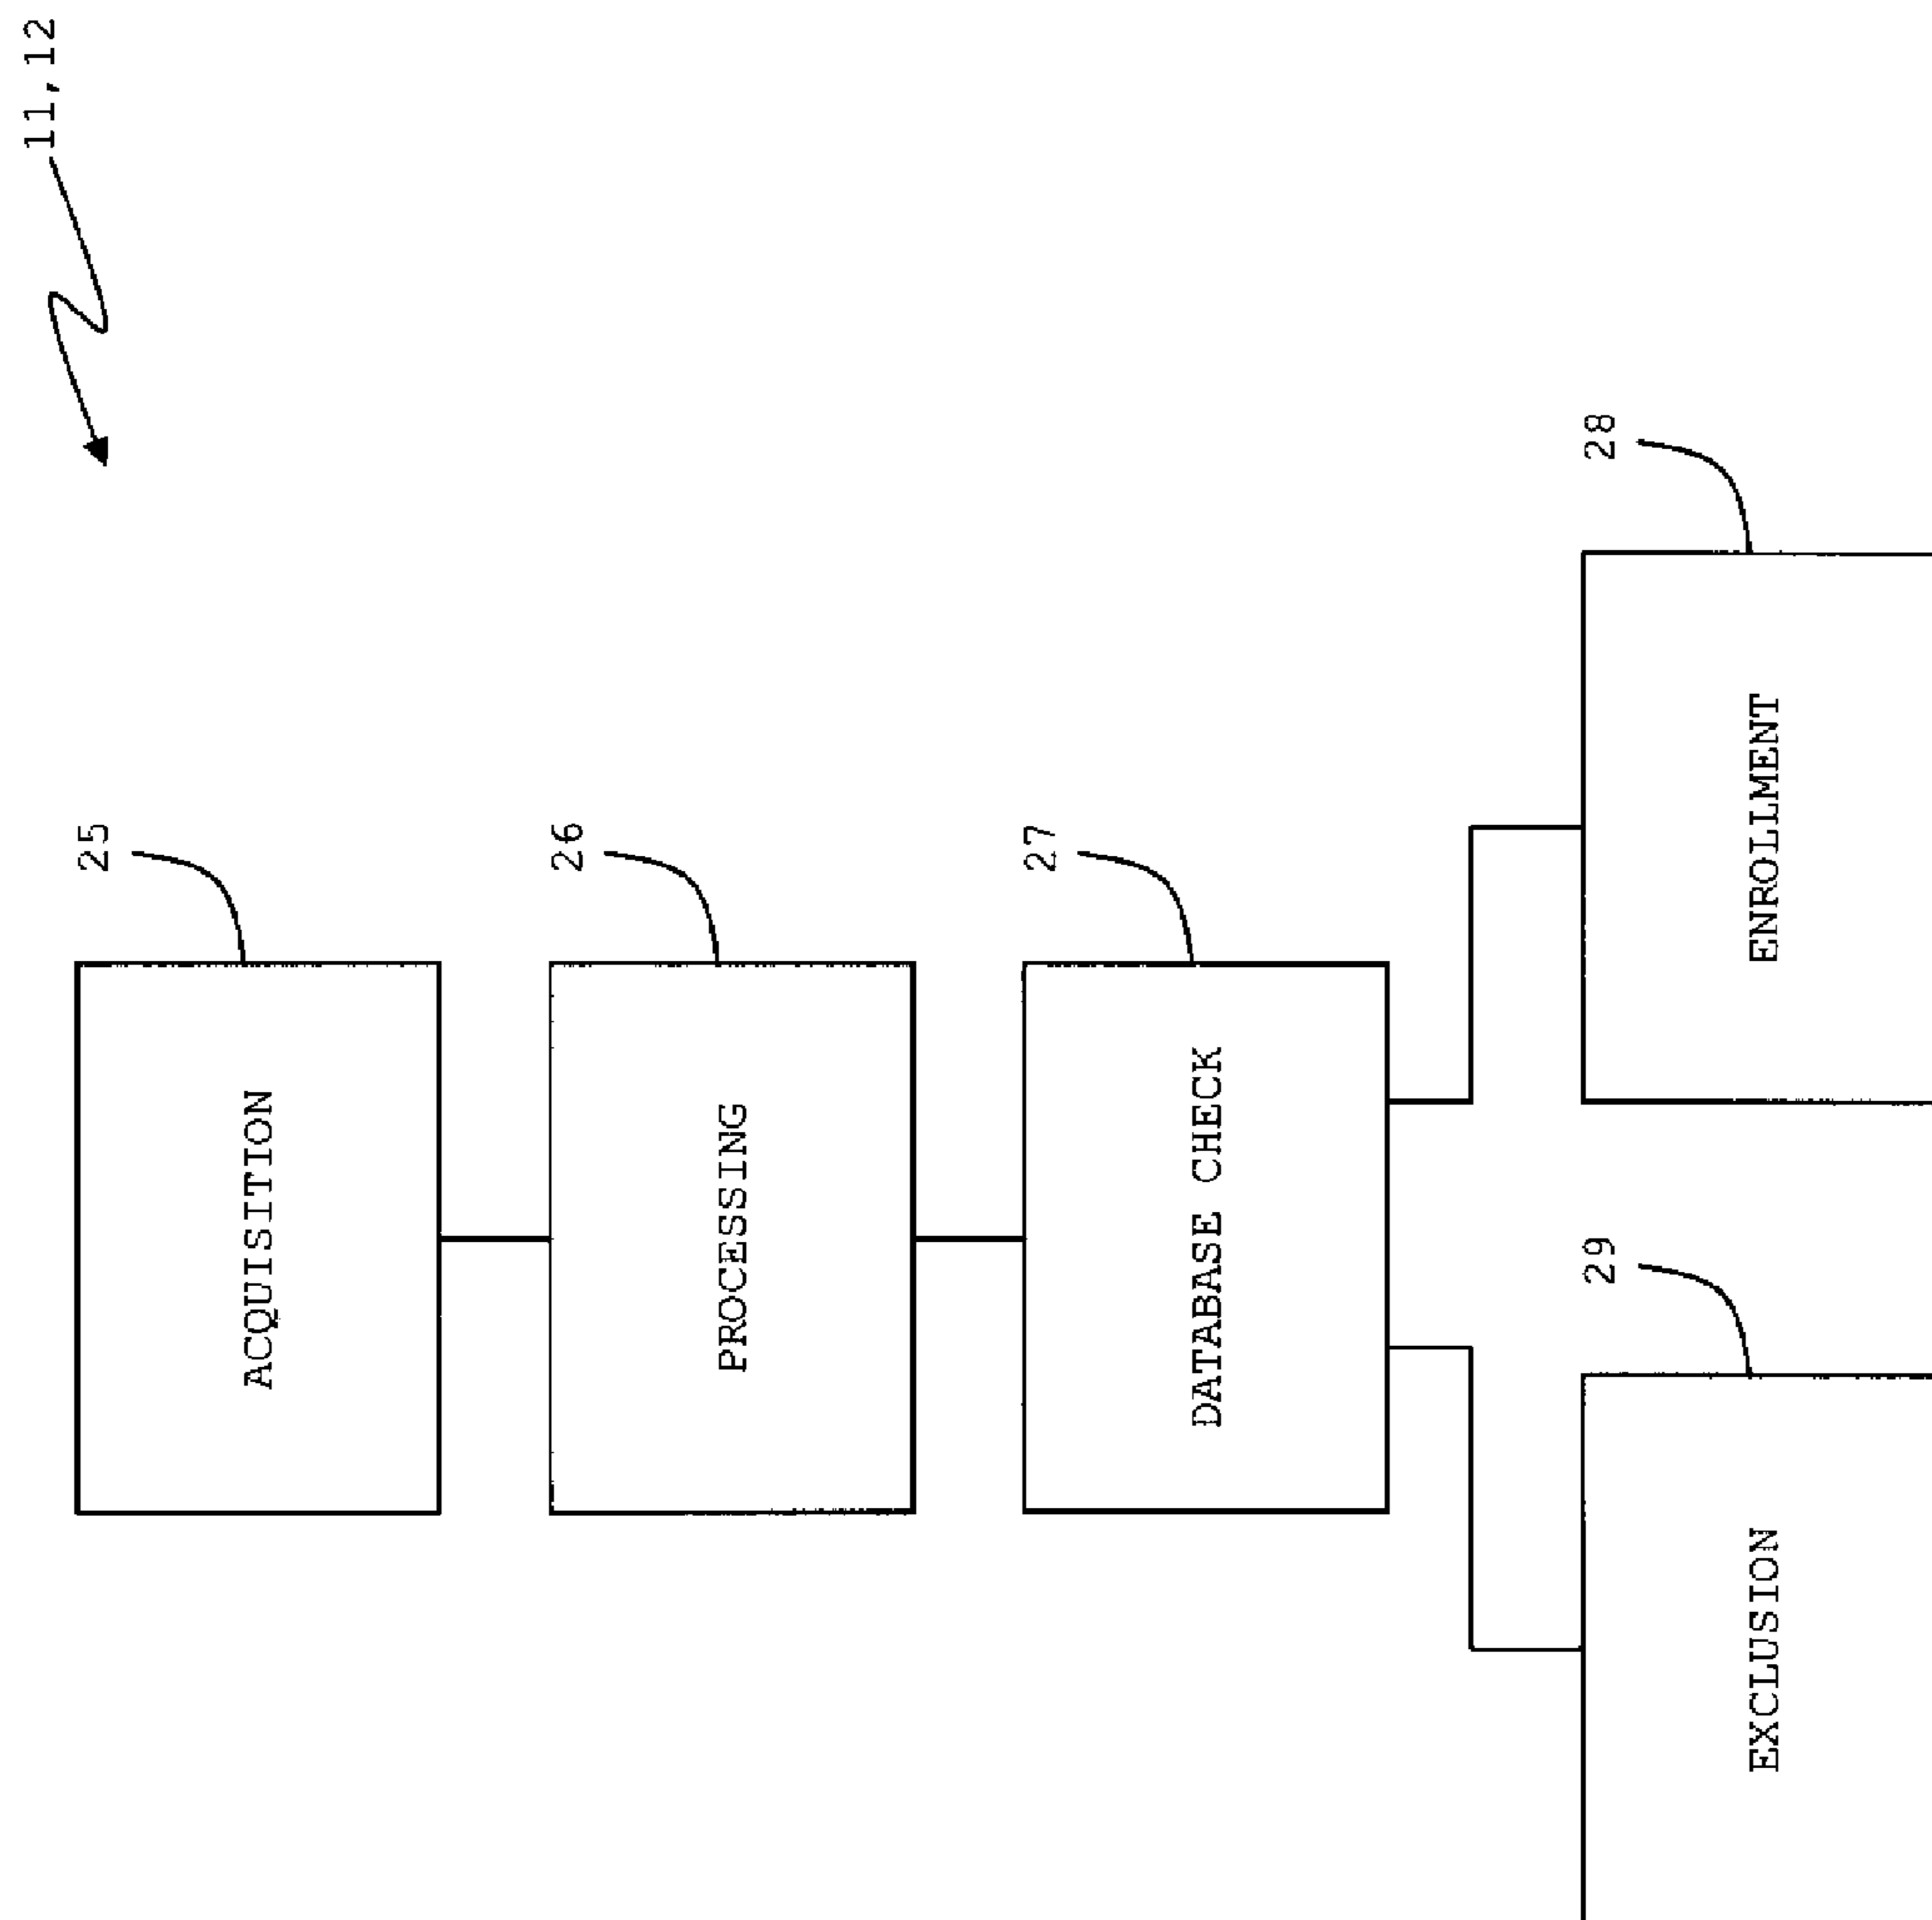 11,12
25
ACQUISITION
26
PROCESSING
27
DATABASE CHECK
28
ENROLLMENT
29
EXCLUSION